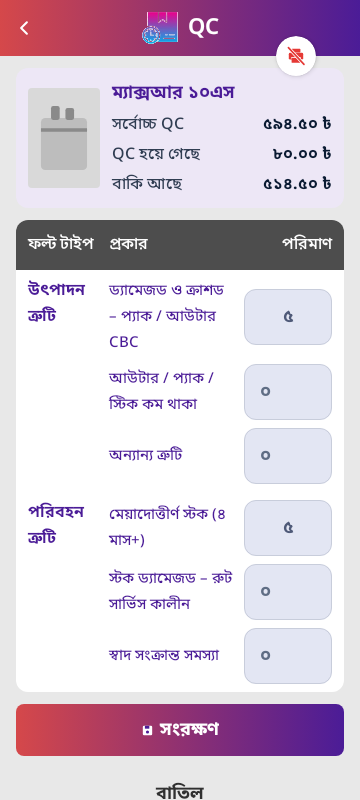 QC
ম্যাক্সআর ১০এস
সর্বোচ্চ QC ৫৯৪.৫০ ৳
QC হয়ে গেছে ৮০.০০ ৳
বাকি আছে ৫১৪.৫০ ৳
ফল্ট টাইপ প্রকার পরিমাণ
উৎপাদন ত্রুটি
ড্যামেজড ও ক্রাশড
– প্যাক / আউটার
CBC
৫
আউটার / প্যাক /
স্টিক কম থাকা
০
অন্যান্য ত্রুটি
০
পরিবহন ত্রুটি
মেয়াদোত্তীর্ণ স্টক (৪
মাস+)
৫
স্টক ড্যামেজড – রুট
সার্ভিস কালীন
০
স্বাদ সংক্রান্ত সমস্যা
০
সংরক্ষণ
বাতিল